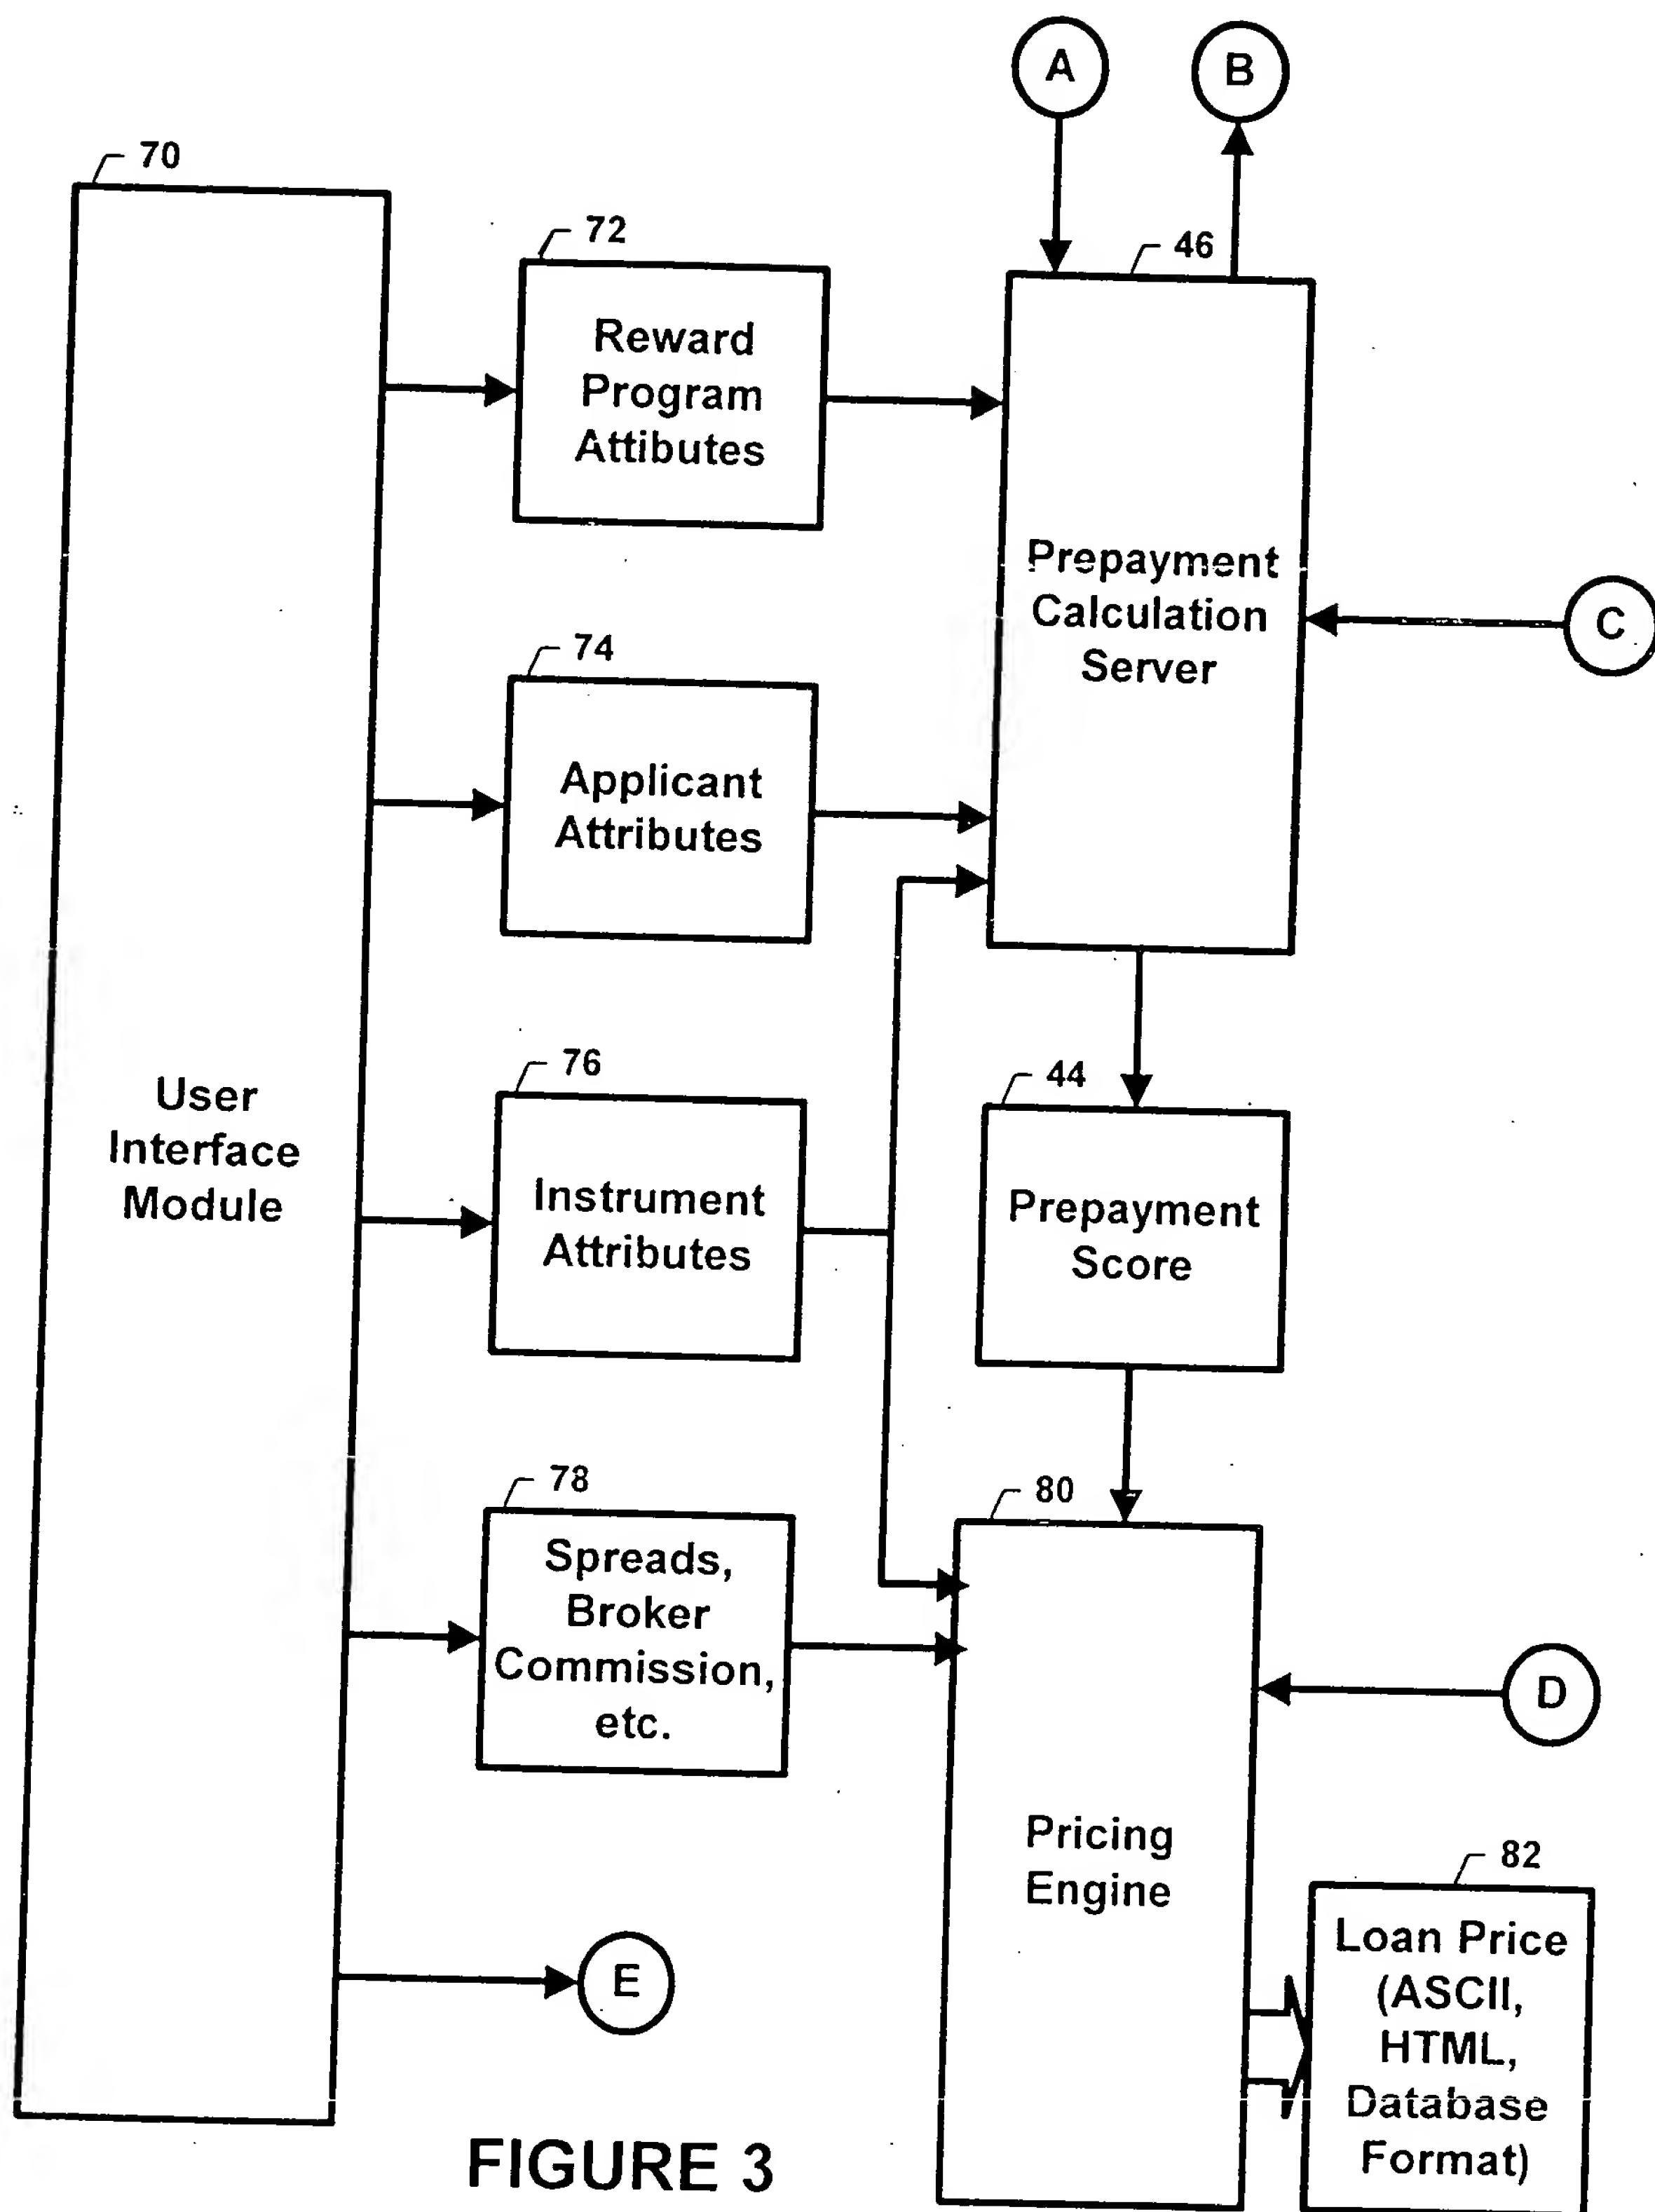 A
B
70
72
46
Reward
Program
Attibutes
Prepayment
Calculation
Server
C
74
Applicant
Attributes
76
44
User
Interface
Module
Instrument
Attributes
Prepayment
Score
78
80
Spreads,
Broker
Commission,
etc.
D
Pricing
Engine
82
Loan Price
(ASCII,
HTML,
Database
Format)
E
FIGURE 3